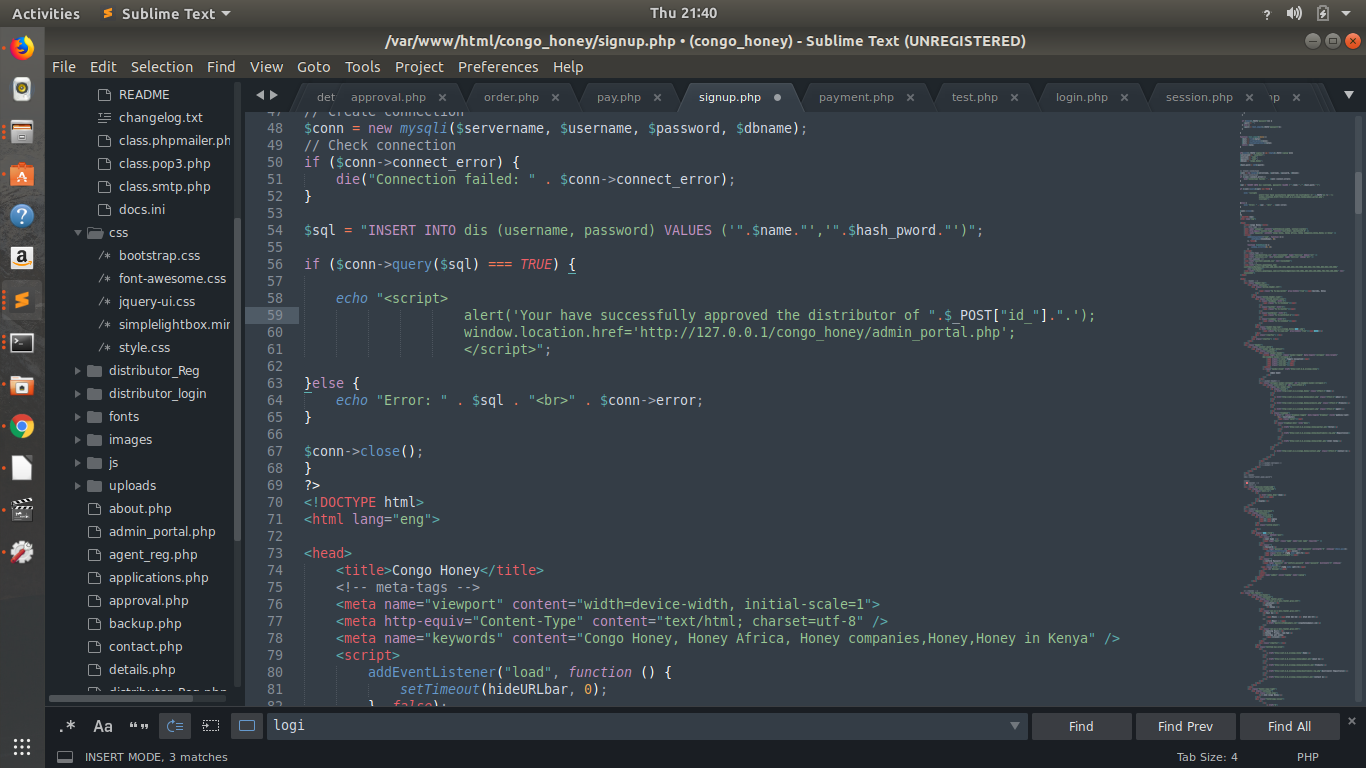 Activities Sublime Text Thu 21:40 ?
/var/www/html/congo_honey/signup.php • (congo_honey) - Sublime Text (UNREGISTERED)
File Edit Selection Find View Goto Tools Project Preferences Help
README
changelog.txt
class.phpmailer.ph
class.pop3.php
class.smtp.php
docs.ini
css
bootstrap.css
font-awesome.css
jquery-ui.css
simplelightbox.min
style.css
distributor_Reg
distributor_login
fonts
images
js
uploads
about.php
admin_portal.php
agent_reg.php
applications.php
approval.php
backup.php
contact.php
details.php
distributor_Reg.php
det approval.php order.php pay.php signup.php payment.php test.php login.php session.php
47 // Create connection
48 $conn = new mysqli($servername, $username, $password, $dbname);
49 // Check connection
50 if ($conn->connect_error) {
51 die("Connection failed: " . $conn->connect_error);
52 }
53
54 $sql = "INSERT INTO dis (username, password) VALUES ('".$name."','".$hash_pword."')";
55
56 if ($conn->query($sql) === TRUE) {
57
58 echo "<script>
59 alert('Your have successfully approved the distributor of ".$_POST["id_"].".');
60 window.location.href='http://127.0.0.1/congo_honey/admin_portal.php';
61 </script>";
62
63 }else {
64 echo "Error: " . $sql . "<br>" . $conn->error;
65 }
66
67 $conn->close();
68 }
69 ?>
70 <!DOCTYPE html>
71 <html lang="eng">
72
73 <head>
74 <title>Congo Honey</title>
75 <!-- meta-tags -->
76 <meta name="viewport" content="width=device-width, initial-scale=1">
77 <meta http-equiv="Content-Type" content="text/html; charset=utf-8" />
78 <meta name="keywords" content="Congo Honey, Honey Africa, Honey companies,Honey,Honey in Kenya" />
79 <script>
80 addEventListener("load", function () {
81 setTimeout(hideURLbar, 0);
82 }, false);
.* Aa “” logi Find Find Prev Find All
INSERT MODE, 3 matches Tab Size: 4 PHP